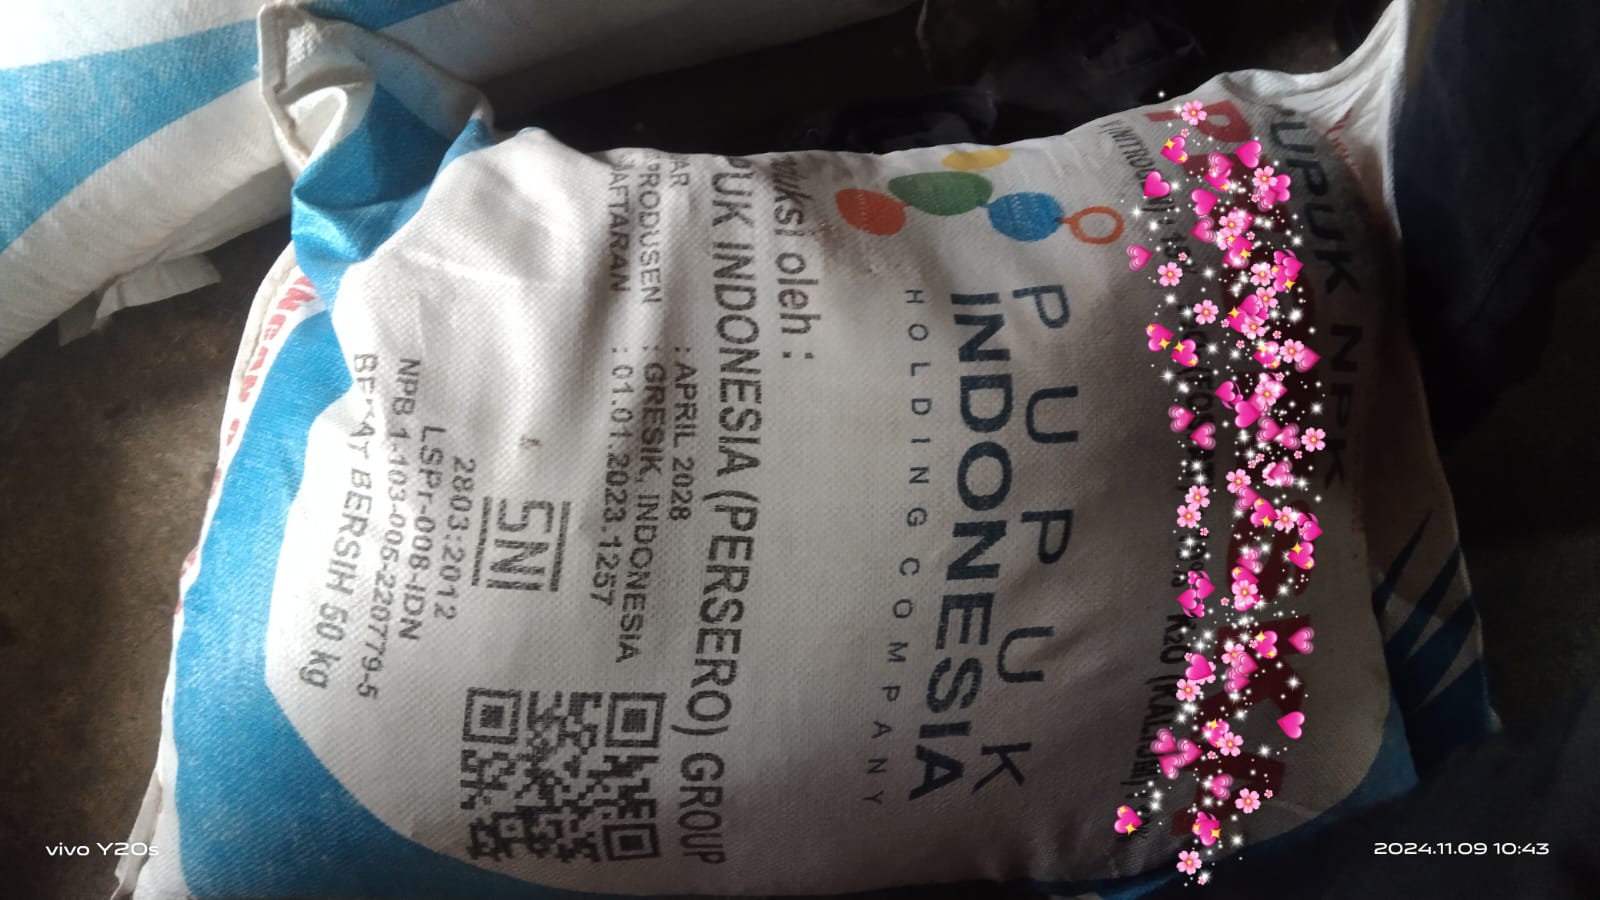 PUPUK NPK
PUPUK
INDONESIA
HOLDING COMPANY
oleh :
INDONESIA (PERSERO) GROUP
: APRIL 2028
PRODUSEN : GRESIK, INDONESIA
: 01.01.2023.1257
SNI
2803:2012
LSPr-008-IDN
NPB 1-103-006-220779-5
BERSIH 50 kg
vivo Y20s
2024.11.09 10:43